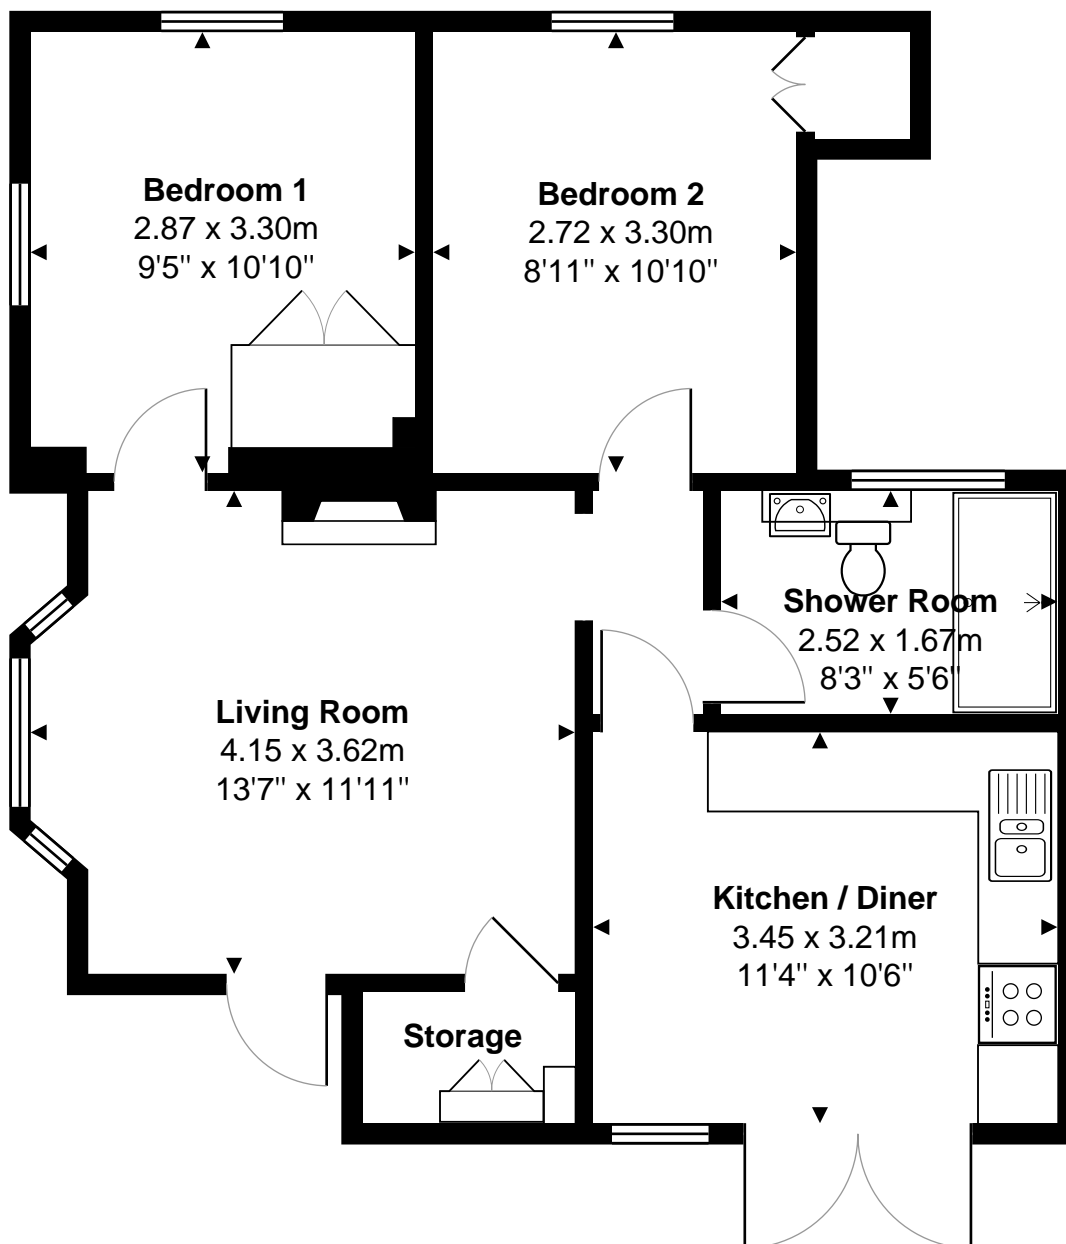 Bedroom 1
2.87 x 3.30m
9'5" x 10'10"
Bedroom 2
2.72 x 3.30m
8'11" x 10'10"
Shower Room
2.52 x 1.67m
8'3" x 5'6"
Living Room
4.15 x 3.62m
13'7" x 11'11"
Kitchen / Diner
3.45 x 3.21m
11'4" x 10'6"
Storage